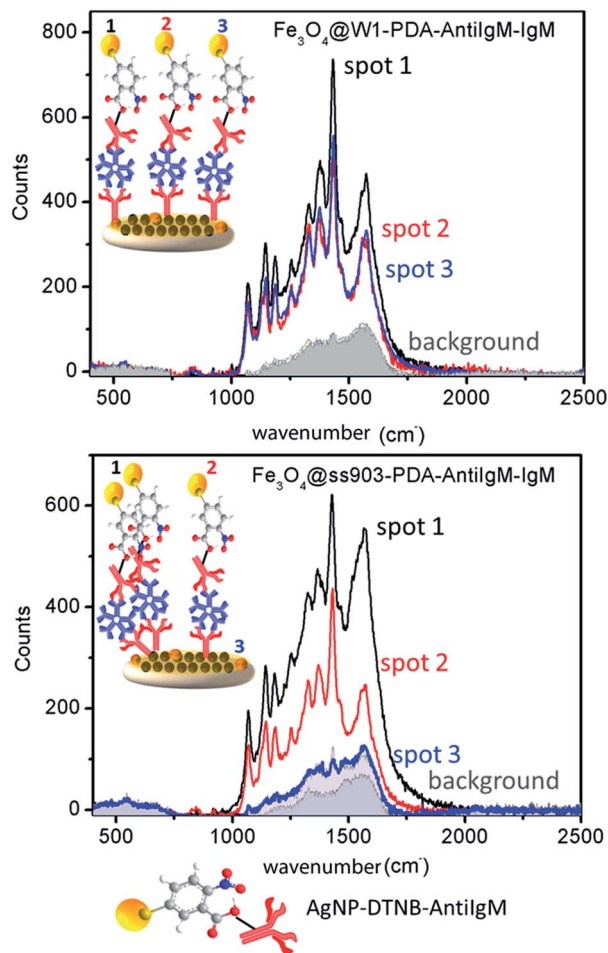 800
Fe3O4@W1-PDA-AntiIgM-IgM
1 2 3
spot 1
600
Counts
400
spot 2
spot 3
200
background
0
500 1000 1500 2000 2500
wavenumber (cm⁻)
Fe3O4@ss903-PDA-AntiIgM-IgM
1 2
600
spot 1
Counts
400
spot 2
3
200
spot 3
background
0
500 1000 1500 2000 2500
wavenumber (cm⁻)
AgNP-DTNB-AntiIgM